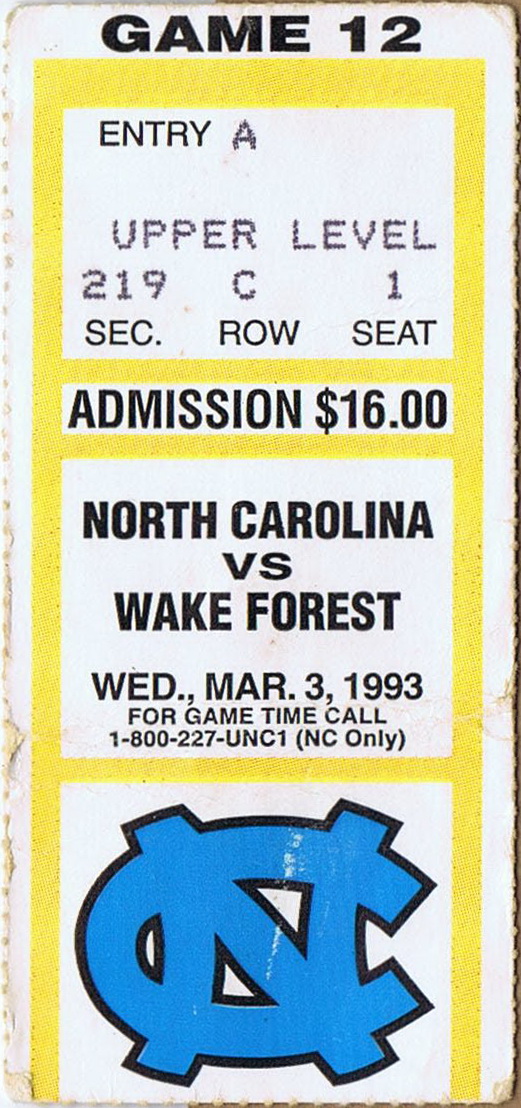 GAME 12
ENTRY A
UPPER LEVEL
219 C 1
SEC. ROW SEAT
ADMISSION $16.00
NORTH CAROLINA
VS
WAKE FOREST
WED., MAR. 3, 1993
FOR GAME TIME CALL
1-800-227-UNC1 (NC Only)
NC